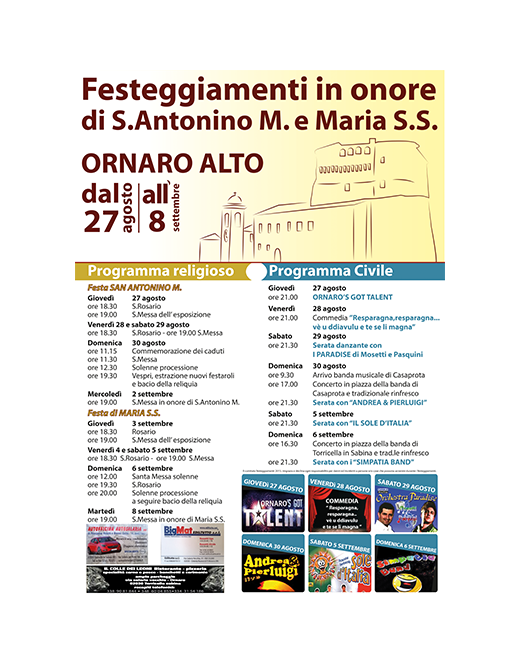 Festeggiamenti in onore
di S.Antonino M. e Maria S.S.
ORNARO ALTO
dal 27 agosto
all' 8 settembre
Programma religioso
Festa SAN ANTONINO M.
Giovedì 27 agosto
ore 18.30 S.Rosario
ore 19.00 S.Messa dell'esposizione
Venerdì 28 e sabato 29 agosto
ore 18.30 S.Rosario - ore 19.00 S.Messa
Domenica 30 agosto
ore 11.15 Commemorazione dei caduti
ore 11.30 S.Messa
ore 12.30 Solenne processione
ore 19.30 Vespri, estrazione nuovi festaroli
e bacio della reliquia
Mercoledì 2 settembre
ore 19.00 S.Messa in onore di S.Antonino M.
Festa di MARIA S.S.
Giovedì 3 settembre
ore 18.30 Rosario
ore 19.00 S.Messa dell'esposizione
Venerdì 4 e sabato 5 settembre
ore 18.30 S.Rosario - ore 19.00 S.Messa
Domenica 6 settembre
ore 12.00 Santa Messa solenne
ore 19.30 S.Rosario
ore 20.00 Solenne processione
a seguire bacio della reliquia
Martedì 8 settembre
ore 19.00 S.Messa in onore di Maria S.S.
Programma Civile
Giovedì 27 agosto
ore 21.00 ORNARO'S GOT TALENT
Venerdì 28 agosto
ore 21.00 Commedia "Resparagna,resparagna...
vè u ddiavulu e te se li magna"
Sabato 29 agosto
ore 21.30 Serata danzante con
I PARADISE di Mosetti e Pasquini
Domenica 30 agosto
ore 9.30 Arrivo banda musicale di Casaprota
ore 17.00 Concerto in piazza della banda di
Casaprota e tradizionale rinfresco
ore 21.30 Serata con "ANDREA & PIERLUIGI"
Sabato 5 settembre
ore 21.30 Serata con "IL SOLE D'ITALIA"
Domenica 6 settembre
ore 16.30 Concerto in piazza della banda di
Torricella in Sabina e trad.le rinfresco
ore 21.30 Serata con i "SIMPATIA BAND"
GIOVEDI 27 AGOSTO
ORNARO'S GOT
TALENT
VENERDI 28 AGOSTO
COMMEDIA
"Resparagna,
resparagna..
vè u ddiavulu
e te se li magna"
SABATO 29 AGOSTO
Orchestra Paradise
DOMENICA 30 AGOSTO
Andrea &
Pierluigi
live
SABATO 5 SETTEMBRE
Sole
d'italia
DOMENICA 6 SETTEMBRE
Simpatia
Band
BigMat
IL COLLE DEI LEONI Ristorante - pizzeria